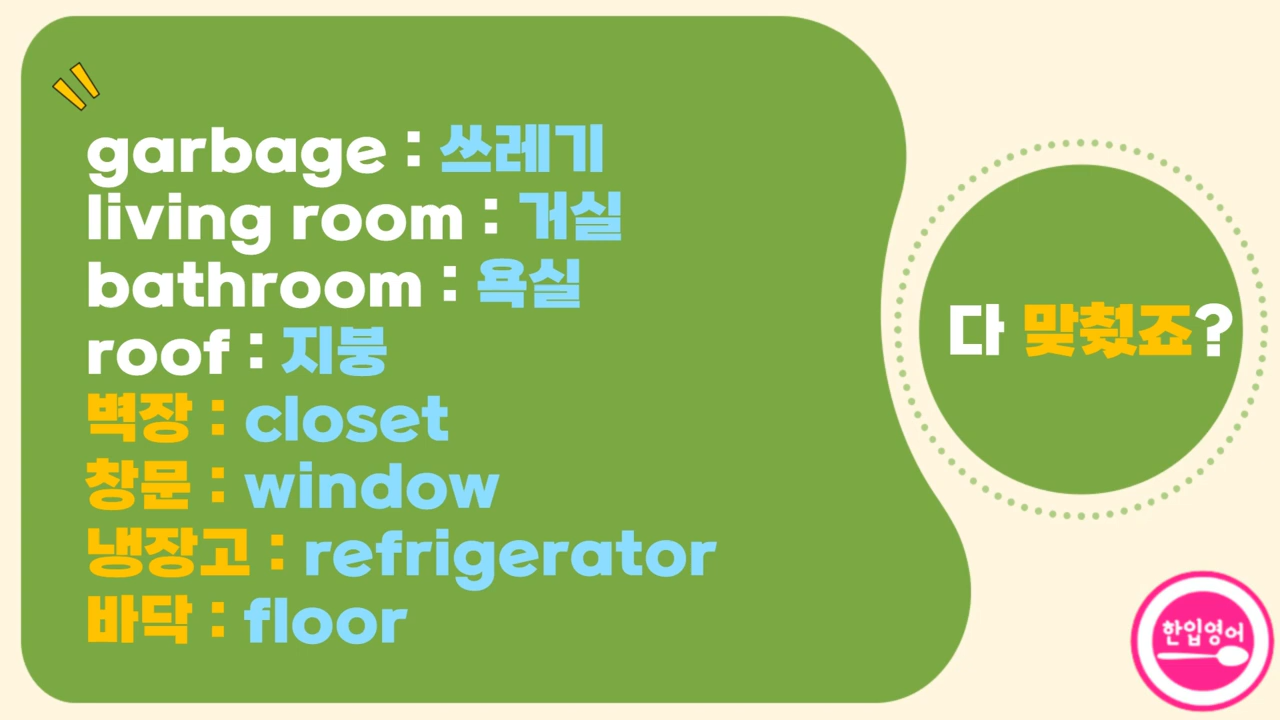 garbage : 쓰레기
living room : 거실
bathroom : 욕실
roof : 지붕
벽장 : closet
창문 : window
냉장고 : refrigerator
바닥 : floor
다 맞췄죠?
한입영어